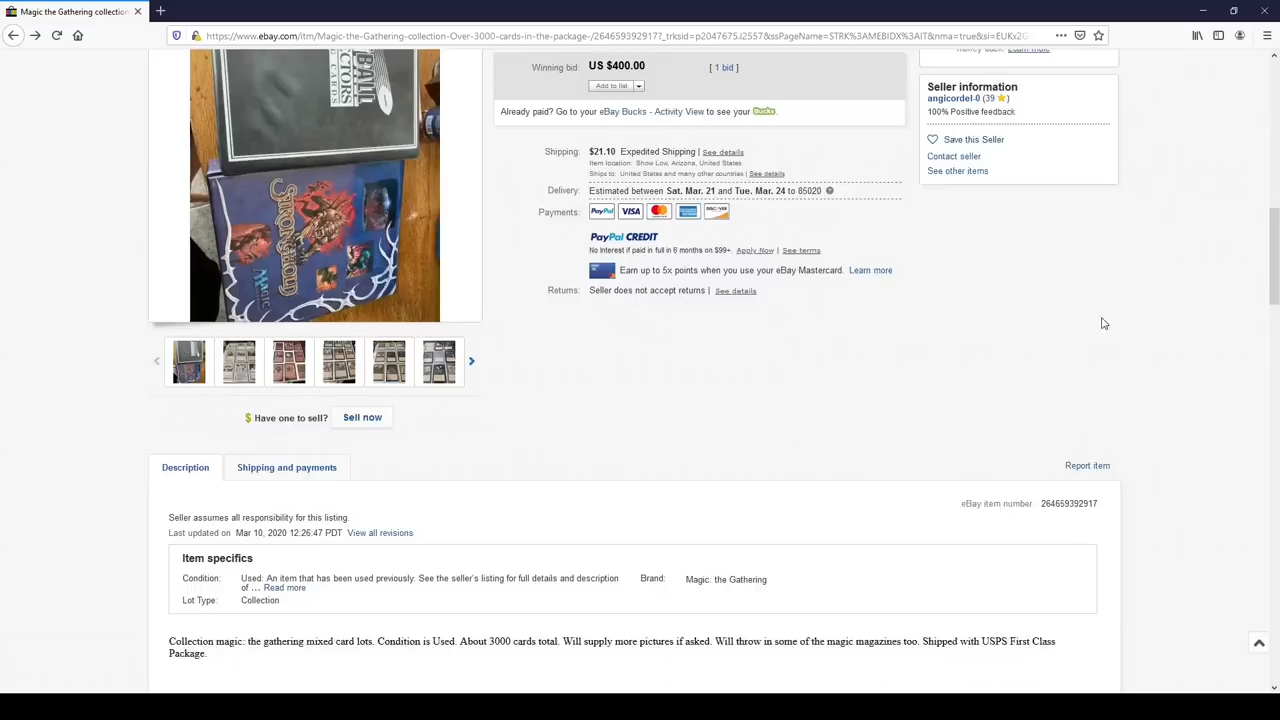 Magic the Gathering collection
https://www.ebay.com/itm/Magic-the-Gathering-collection-Over-3000-cards-in-the-package-/264659392917?_trksid=p2047675.l2557&ssPageName=STRK%3AMEBIDX%3AIT&nma=true&si=EUKx2G
BALL
CTORS
CARDS
STRONGHOLD
MAGIC
Winning bid: US $400.00 [ 1 bid ]
Add to list
Already paid? Go to your eBay Bucks - Activity View to see your Bucks.
Shipping: $21.10 Expedited Shipping | See details
Item location: Show Low, Arizona, United States
Ships to: United States and many other countries | See details
Delivery: Estimated between Sat. Mar. 21 and Tue. Mar. 24 to 85020
Payments: PayPal VISA DISCOVER
PayPal CREDIT
No Interest if paid in full in 6 months on $99+. Apply Now | See terms
Earn up to 5x points when you use your eBay Mastercard. Learn more
Returns: Seller does not accept returns | See details
money back. Learn more
Seller information
angicordel-0 (39)
100% Positive feedback
Save this Seller
Contact seller
See other items
$ Have one to sell? Sell now
Description Shipping and payments
Report item
eBay item number 264659392917
Seller assumes all responsibility for this listing.
Last updated on Mar 10, 2020 12:26:47 PDT View all revisions
Item specifics
Condition: Used: An item that has been used previously. See the seller's listing for full details and description
of ... Read more
Brand: Magic: the Gathering
Lot Type: Collection
Collection magic: the gathering mixed card lots. Condition is Used. About 3000 cards total. Will supply more pictures if asked. Will throw in some of the magic magazines too. Shipped with USPS First Class
Package.